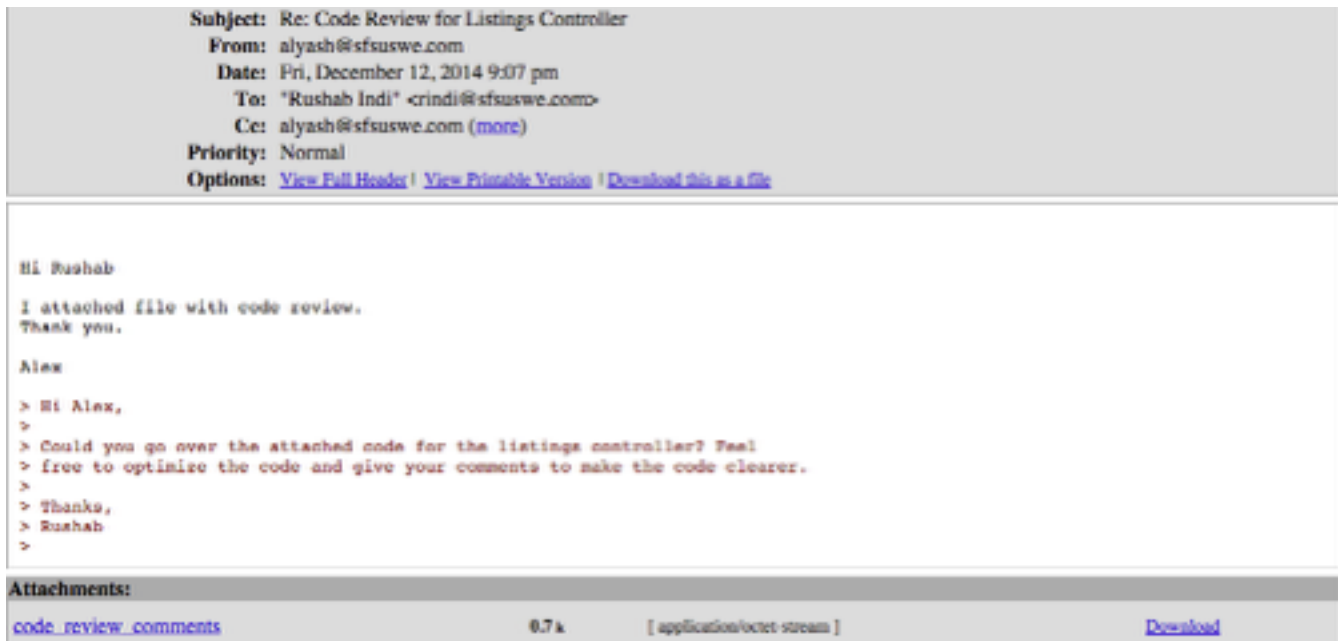 Subject: Re: Code Review for Listings Controller
From: alyash@sfsuswe.com
Date: Fri, December 12, 2014 9:07 pm
To: "Rushab Indi" <rindi@sfsuswe.com>
Cc: alyash@sfsuswe.com (more)
Priority: Normal
Options: View Full Header | View Printable Version | Download this as a file
Hi Rushab
I attached file with code review.
Thank you.
Alex
> Hi Alex,
>
> Could you go over the attached code for the listings controller? Feel
> free to optimize the code and give your comments to make the code clearer.
>
> Thanks,
> Rushab
>
Attachments:
code_review_comments 0.7 k [ application/octet-stream ] Download